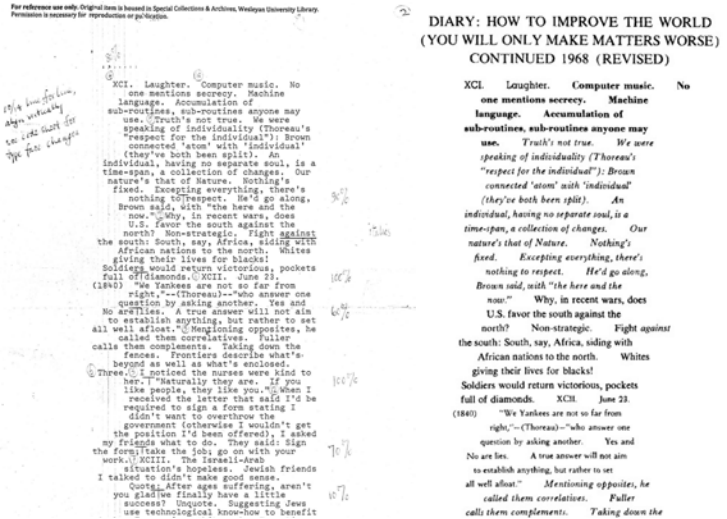 For reference use only. Original item is housed in Special Collections & Archives, Wesleyan University Library.
Permission is necessary for reproduction or publication.
2
XCI. Laughter. Computer music. No
one mentions secrecy. Machine
language. Accumulation of
sub-routines, sub-routines anyone may
use. Truth's not true. We were
speaking of individuality (Thoreau's
"respect for the individual"): Brown
connected 'atom' with 'individual'
(they've both been split). An
individual, having no separate soul, is a
time-span, a collection of changes. Our
nature's that of Nature. Nothing's
fixed. Excepting everything, there's
nothing to respect. He'd go along,
Brown said, with "the here and the
now." Why, in recent wars, does
U.S. favor the south against the
north? Non-strategic. Fight against
the south: South, say, Africa, siding with
African nations to the north. Whites
giving their lives for blacks!
Soldiers would return victorious, pockets
full of diamonds. XCII. June 23.
(1840) "We Yankees are not so far from
right,"--(Thoreau)--"who answer one
question by asking another. Yes and
No are lies. A true answer will not aim
to establish anything, but rather to set
all well afloat." Mentioning opposites, he
called them correlatives. Fuller
calls them complements. Taking down the
fences. Frontiers describe what's
beyond as well as what's enclosed.
Three. I noticed the nurses were kind to
her. "Naturally they are. If you
like people, they like you." When I
received the letter that said I'd be
required to sign a form stating I
didn't want to overthrow the
government (otherwise I wouldn't get
the position I'd been offered), I asked
my friends what to do. They said: Sign
the form; take the job; go on with your
work. XCIII. The Israeli-Arab
situation's hopeless. Jewish friends
I talked to didn't make good sense.
Quote: After ages suffering, aren't
you glad we finally have a little
success? Unquote. Suggesting Jews
use technological know-how to benefit
100%
100%
70%
DIARY: HOW TO IMPROVE THE WORLD
(YOU WILL ONLY MAKE MATTERS WORSE)
CONTINUED 1968 (REVISED)
XCI. Laughter. Computer music. No
one mentions secrecy. Machine
language. Accumulation of
sub-routines, sub-routines anyone may
use. Truth's not true. We were
speaking of individuality (Thoreau's
"respect for the individual"): Brown
connected 'atom' with 'individual'
(they've both been split). An
individual, having no separate soul, is a
time-span, a collection of changes. Our
nature's that of Nature. Nothing's
fixed. Excepting everything, there's
nothing to respect. He'd go along,
Brown said, with "the here and the
now." Why, in recent wars, does
U.S. favor the south against the
north? Non-strategic. Fight against
the south: South, say, Africa, siding with
African nations to the north. Whites
giving their lives for blacks!
Soldiers would return victorious, pockets
full of diamonds. XCII. June 23.
(1840) "We Yankees are not so far from
right,"—(Thoreau)—"who answer one
question by asking another. Yes and
No are lies. A true answer will not aim
to establish anything, but rather to set
all well afloat." Mentioning opposites, he
called them correlatives. Fuller
calls them complements. Taking down the